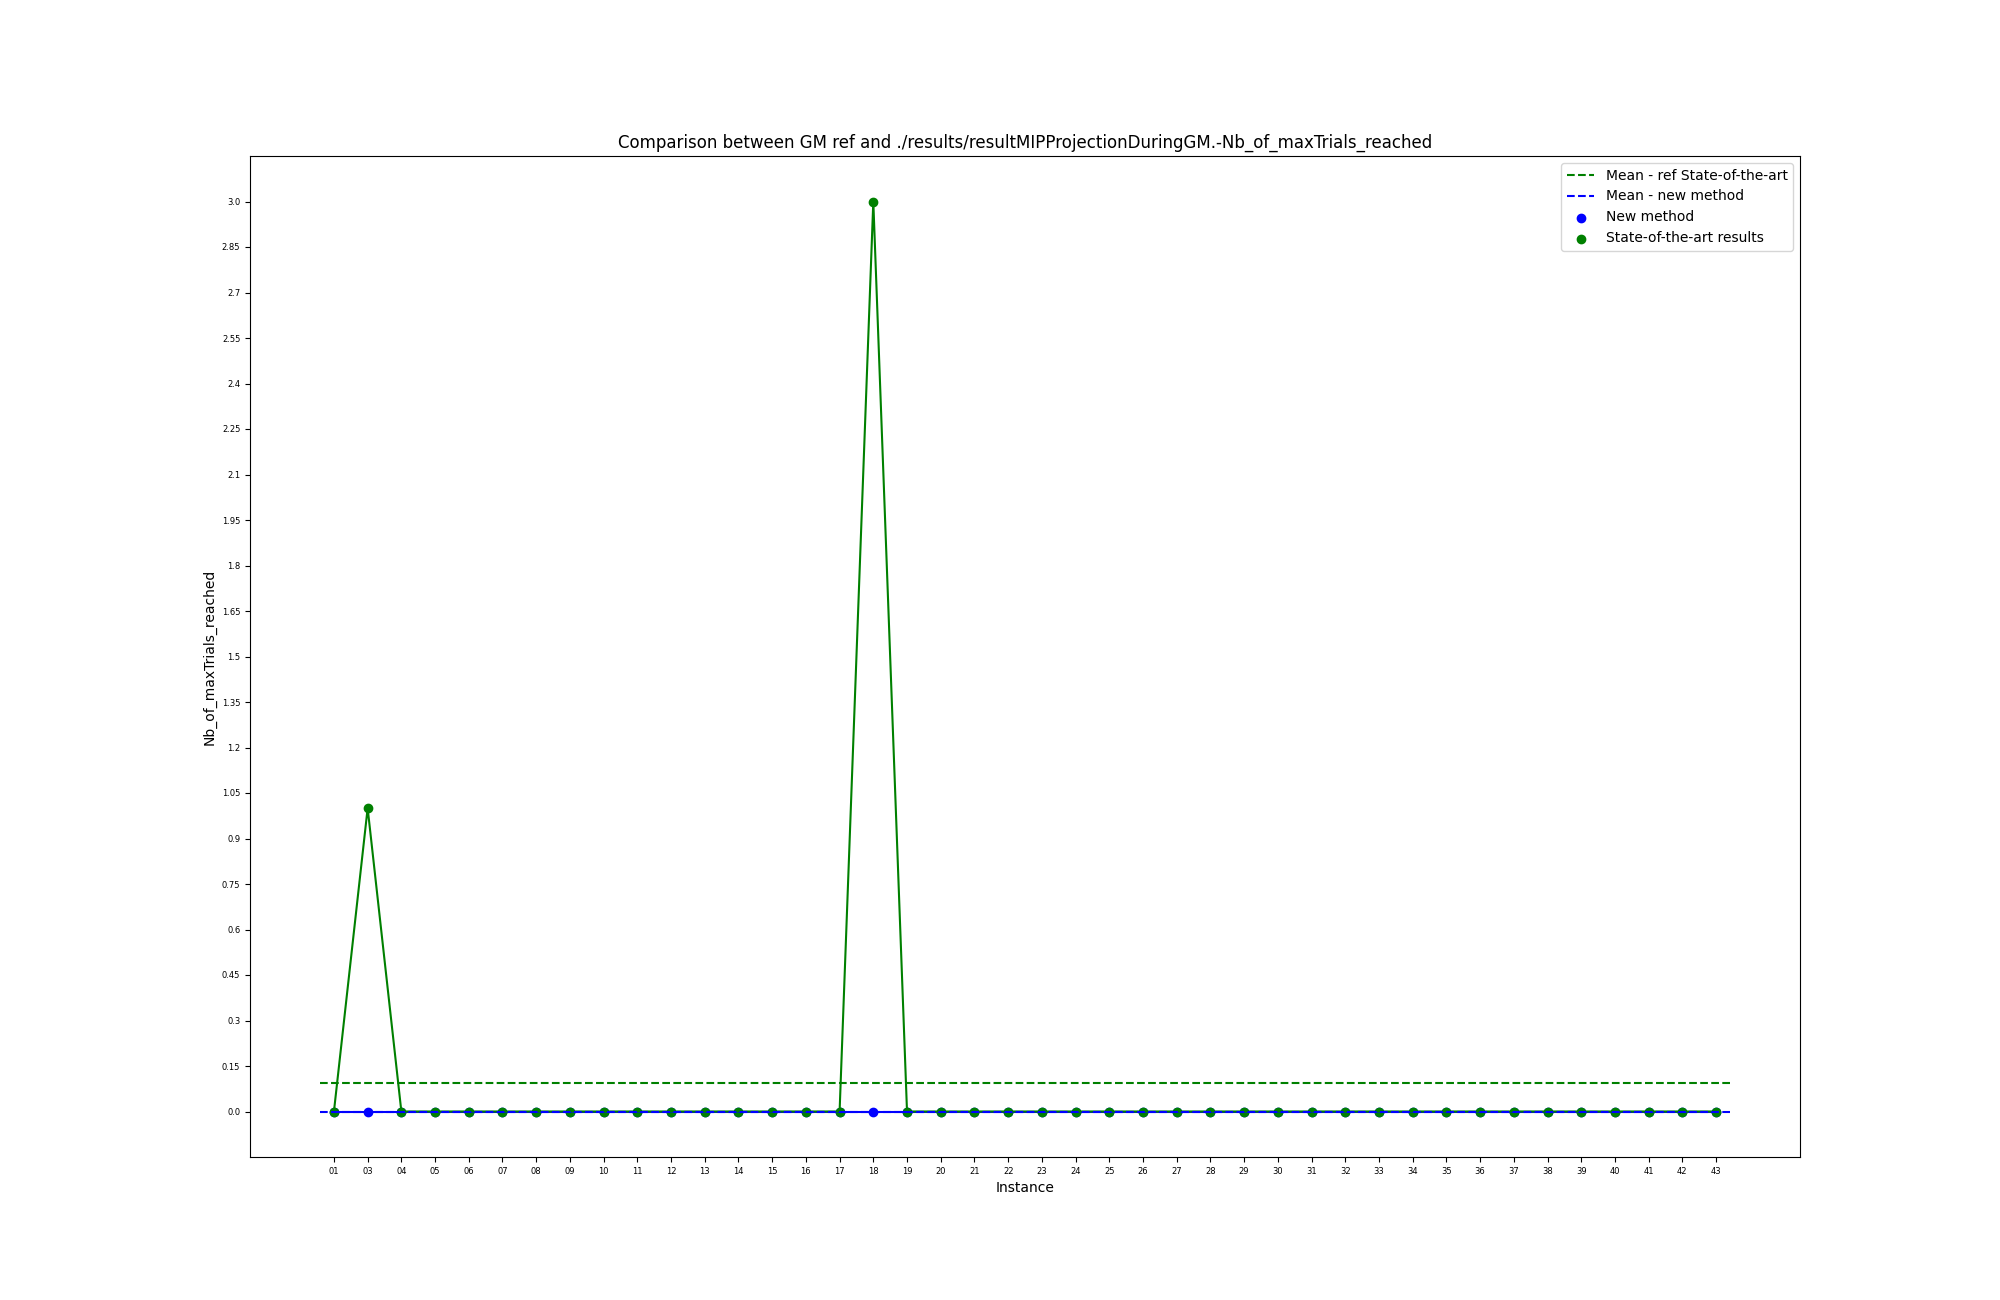 Comparison between GM ref and ./results/resultMIPProjectionDuringGM.-Nb_of_maxTrials_reached
Mean - ref State-of-the-art
Mean - new method
New method
State-of-the-art results
3.0
2.85
2.7
2.55
2.4
2.25
2.1
1.95
1.8
1.65
1.5
1.35
1.2
1.05
0.9
0.75
0.6
0.45
0.3
0.15
0.0
Nb_of_maxTrials_reached
01 03 04 05 06 07 08 09 10 11 12 13 14 15 16 17 18 19 20 21 22 23 24 25 26 27 28 29 30 31 32 33 34 35 36 37 38 39 40 41 42 43
Instance